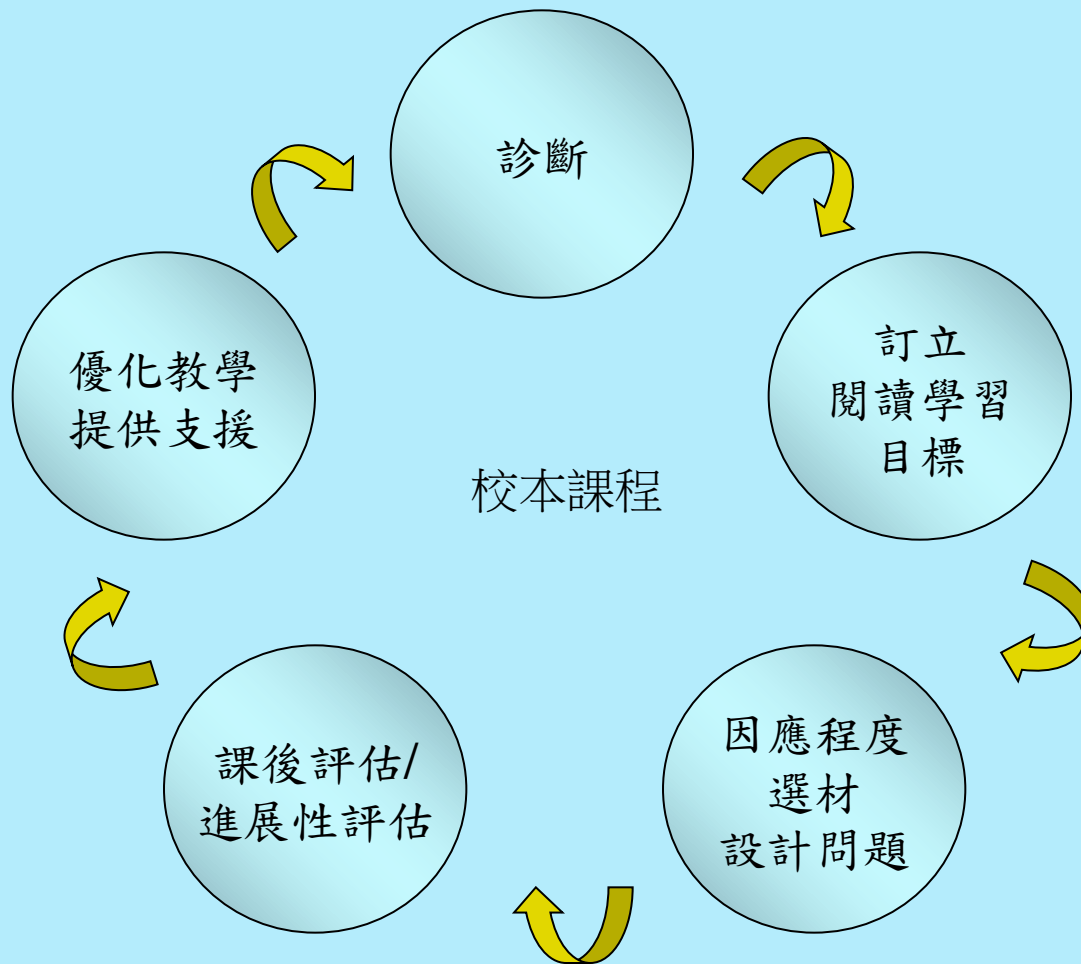 診斷
訂立
閱讀學習
目標
因應程度
選材
設計問題
課後評估/
進展性評估
優化教學
提供支援
校本課程